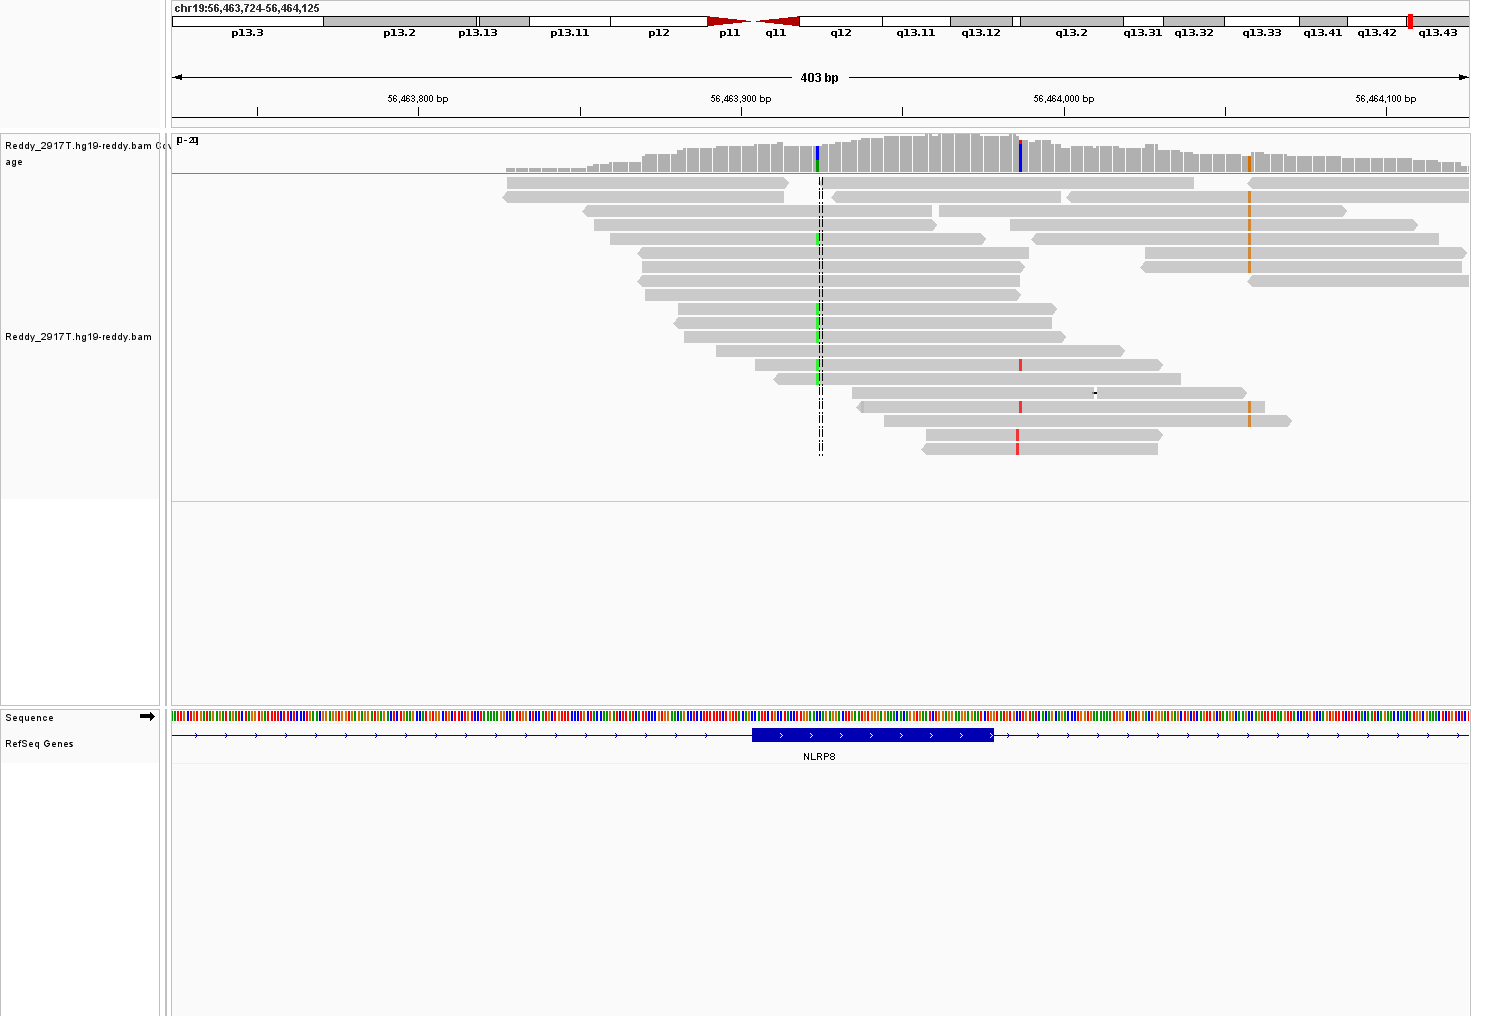 chr19:56,463,724-56,464,125
p13.3 p13.2 p13.13 p13.11 p12 p11 q11 q12 q13.11 q13.12 q13.2 q13.31 q13.32 q13.33 q13.41 q13.42 q13.43
403 bp
56,463,800 bp 56,463,900 bp 56,464,000 bp 56,464,100 bp
Reddy_2917T.hg19-reddy.bam Cov
age
[0 - 20]
Reddy_2917T.hg19-reddy.bam
Sequence
RefSeq Genes
NLRP8